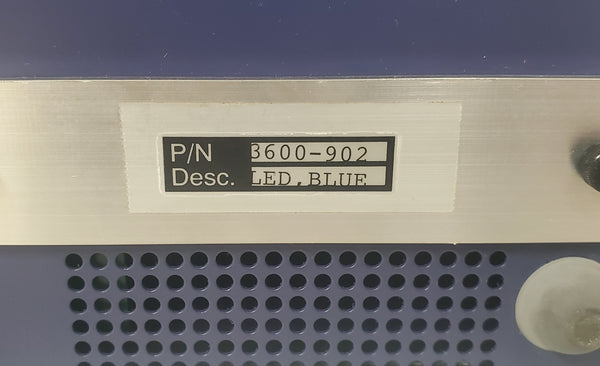 P/N 3600-902
Desc. LED, BLUE